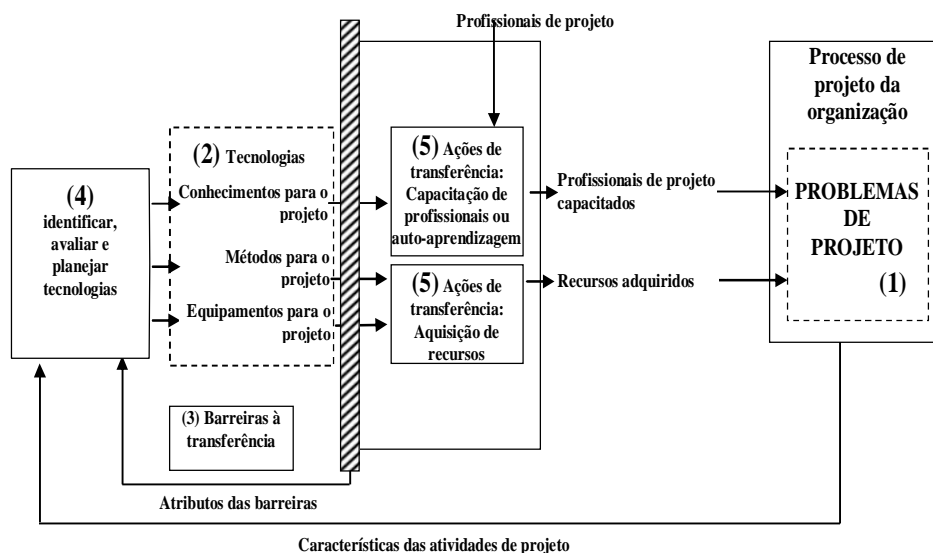 Profissionais de projeto
(4)
identificar,
avaliar e
planejar
tecnologias
(2) Tecnologias
Conhecimentos para o
projeto
Métodos para o
projeto
Equipamentos para o
projeto
(3) Barreiras à
transferência
(5) Ações de
transferência:
Capacitação de
profissionais ou
auto-aprendizagem
(5) Ações de
transferência:
Aquisição de
recursos
Profissionais de projeto
capacitados
Recursos adquiridos
Processo de
projeto da
organização
PROBLEMAS
DE
PROJETO
(1)
Atributos das barreiras
Características das atividades de projeto